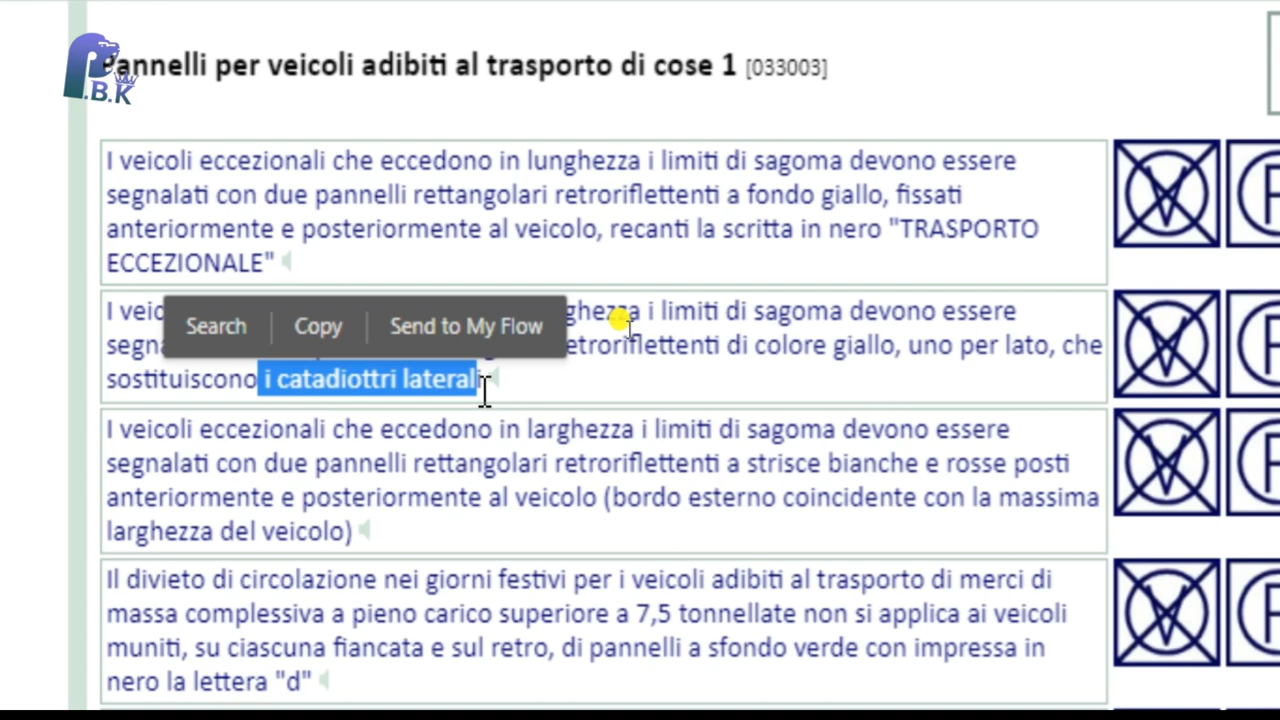 P.B.K
Pannelli per veicoli adibiti al trasporto di cose 1 [033003]
I veicoli eccezionali che eccedono in lunghezza i limiti di sagoma devono essere
segnalati con due pannelli rettangolari retroriflettenti a fondo giallo, fissati
anteriormente e posteriormente al veicolo, recanti la scritta in nero "TRASPORTO
ECCEZIONALE"
V
F
I veic ghezza i limiti di sagoma devono essere
Search Copy Send to My Flow
segna etroriflettenti di colore giallo, uno per lato, che
sostituiscono i catadiottri laterali
V
F
I veicoli eccezionali che eccedono in larghezza i limiti di sagoma devono essere
segnalati con due pannelli rettangolari retroriflettenti a strisce bianche e rosse posti
anteriormente e posteriormente al veicolo (bordo esterno coincidente con la massima
larghezza del veicolo)
V
F
Il divieto di circolazione nei giorni festivi per i veicoli adibiti al trasporto di merci di
massa complessiva a pieno carico superiore a 7,5 tonnellate non si applica ai veicoli
muniti, su ciascuna fiancata e sul retro, di pannelli a sfondo verde con impressa in
nero la lettera "d"
V
F